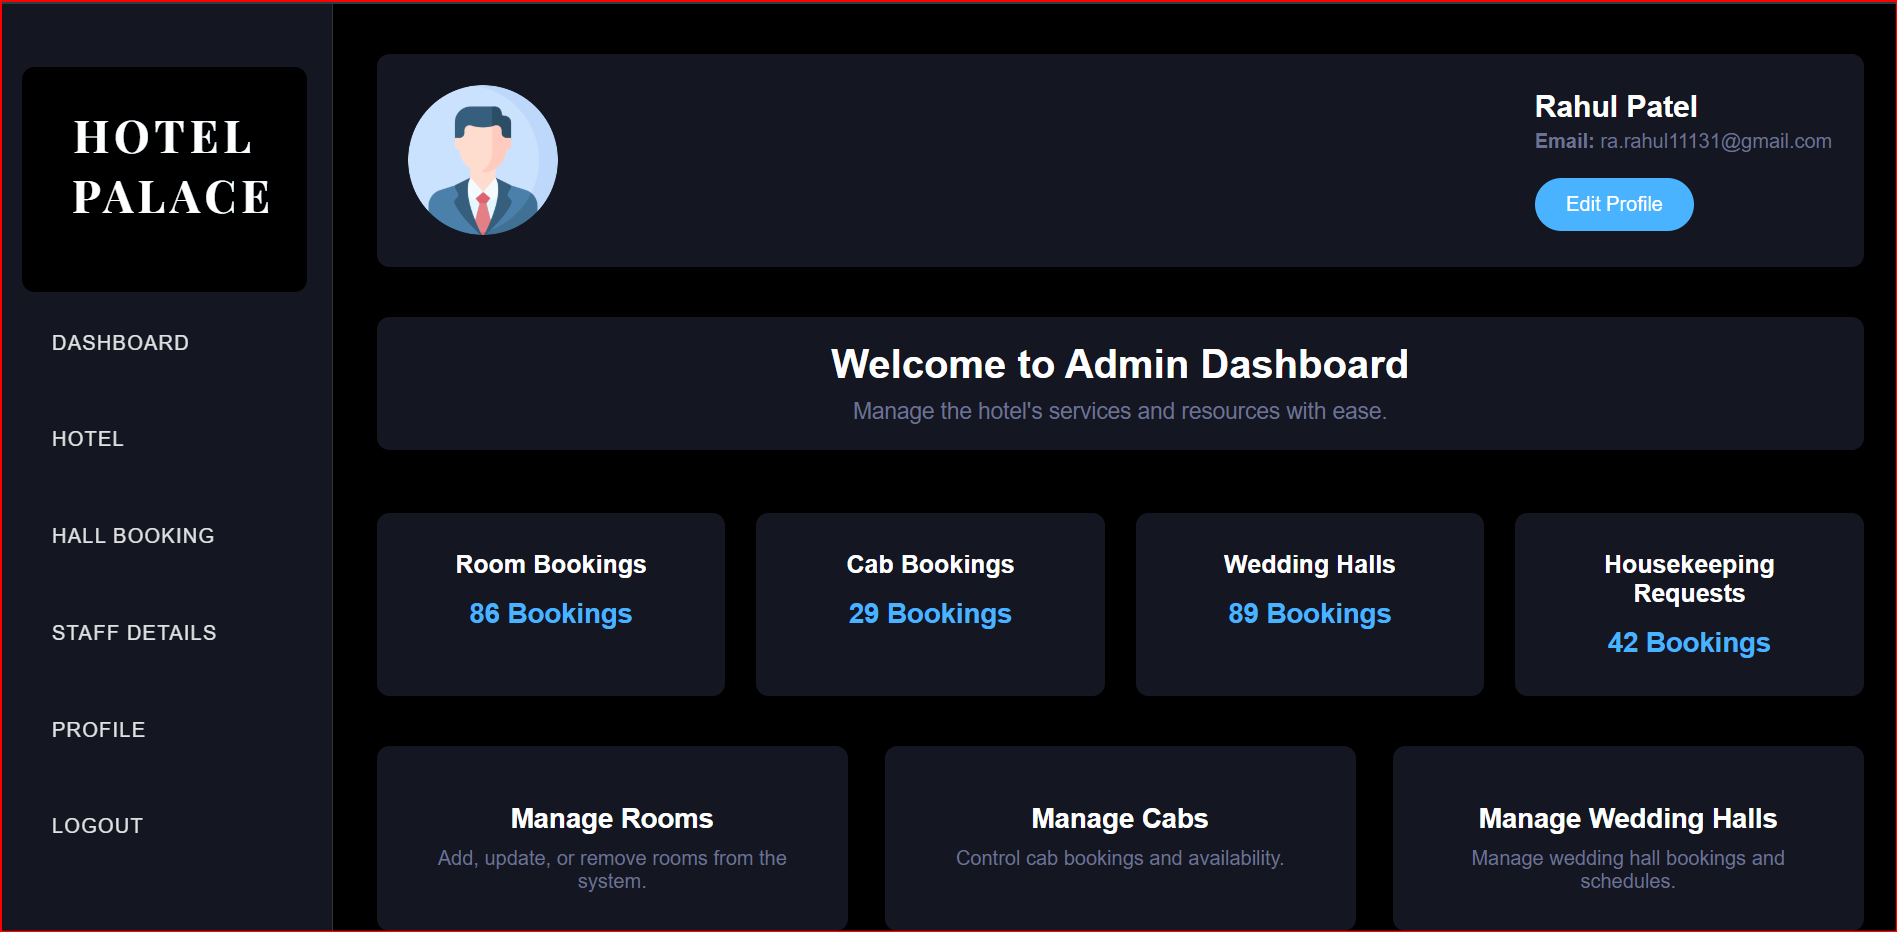 HOTEL
PALACE
DASHBOARD
HOTEL
HALL BOOKING
STAFF DETAILS
PROFILE
LOGOUT
Rahul Patel
Email: ra.rahul11131@gmail.com
Edit Profile
Welcome to Admin Dashboard
Manage the hotel's services and resources with ease.
Room Bookings
86 Bookings
Cab Bookings
29 Bookings
Wedding Halls
89 Bookings
Housekeeping
Requests
42 Bookings
Manage Rooms
Add, update, or remove rooms from the
system.
Manage Cabs
Control cab bookings and availability.
Manage Wedding Halls
Manage wedding hall bookings and
schedules.